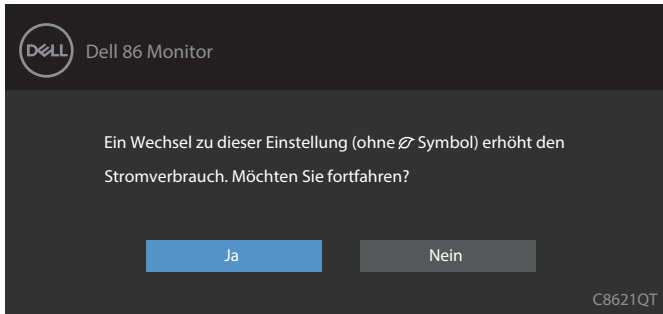 DELL
Dell 86 Monitor
Ein Wechsel zu dieser Einstellung (ohne Symbol) erhöht den
Stromverbrauch. Möchten Sie fortfahren?
Ja
Nein
C8621QT